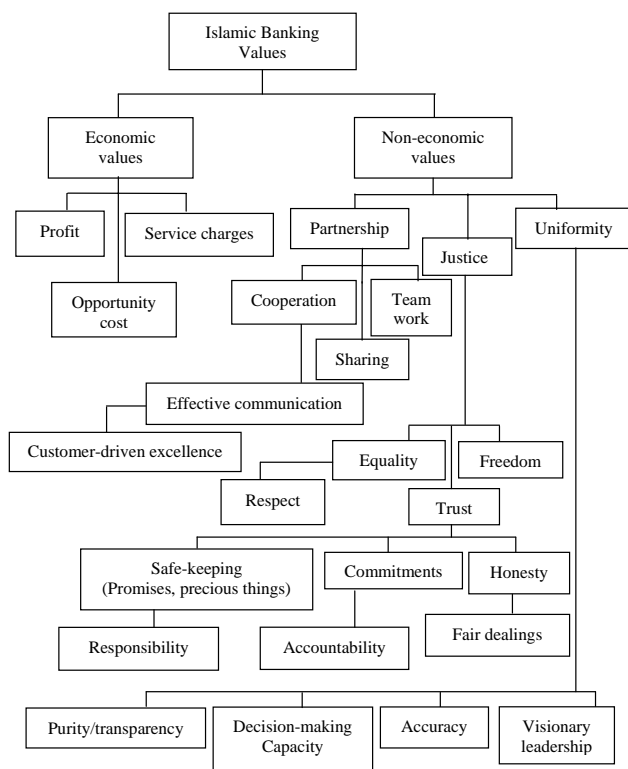 Islamic Banking
Values
Economic
values
Non-economic
values
Profit
Service charges
Partnership
Uniformity
Justice
Opportunity
cost
Cooperation
Team
work
Sharing
Effective communication
Customer-driven excellence
Equality
Freedom
Respect
Trust
Safe-keeping
(Promises, precious things)
Commitments
Honesty
Responsibility
Accountability
Fair dealings
Purity/transparency
Decision-making
Capacity
Accuracy
Visionary
leadership